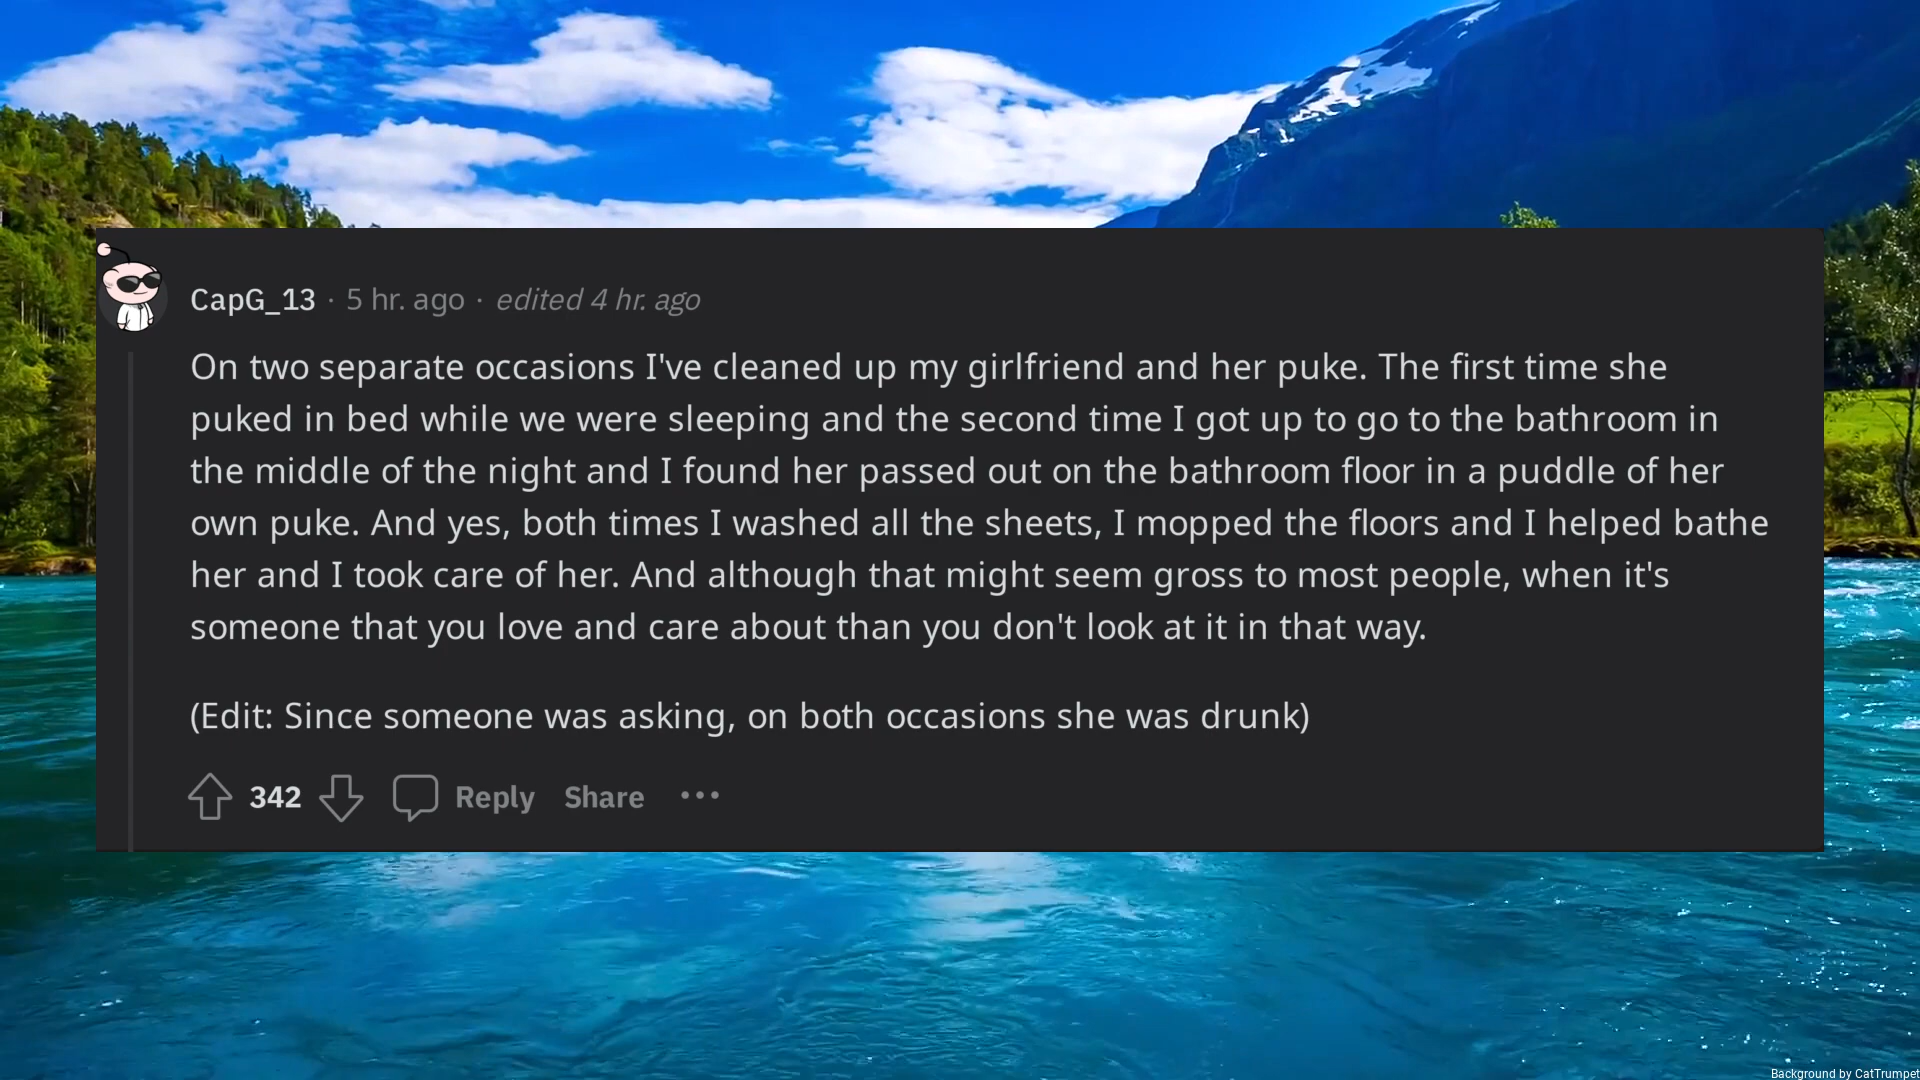 CapG_13 · 5 hr. ago · edited 4 hr. ago
On two separate occasions I've cleaned up my girlfriend and her puke. The first time she
puked in bed while we were sleeping and the second time I got up to go to the bathroom in
the middle of the night and I found her passed out on the bathroom floor in a puddle of her
own puke. And yes, both times I washed all the sheets, I mopped the floors and I helped bathe
her and I took care of her. And although that might seem gross to most people, when it's
someone that you love and care about than you don't look at it in that way.
(Edit: Since someone was asking, on both occasions she was drunk)
342 Reply Share ···
Background by CatTrumpet